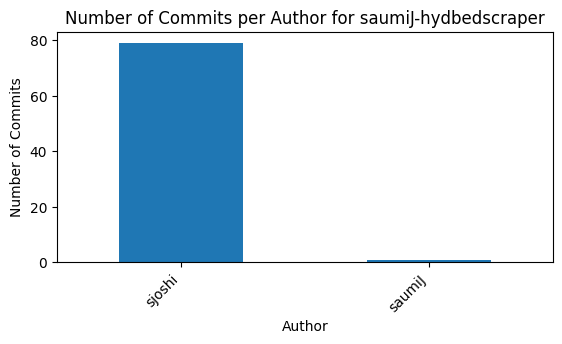 Number of Commits per Author for saumiJ-hydbedscraper
80
60
40
20
0
Number of Commits
sjoshi
saumiJ
Author